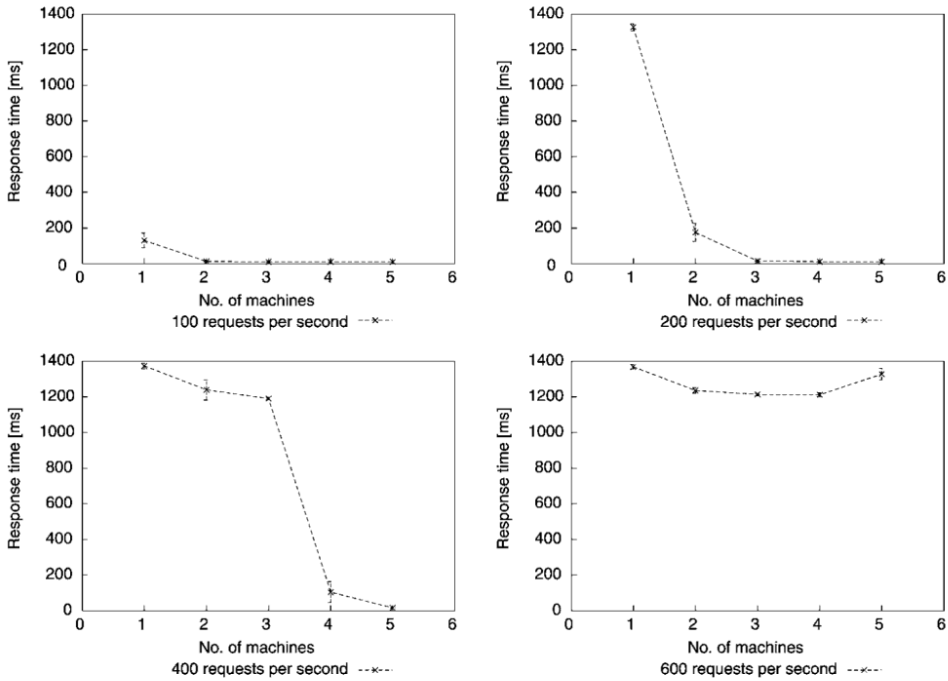 1400
1200
1000
800
600
400
200
0
Response time [ms]
0 1 2 3 4 5 6
No. of machines
100 requests per second
1400
1200
1000
800
600
400
200
0
Response time [ms]
0 1 2 3 4 5 6
No. of machines
200 requests per second
1400
1200
1000
800
600
400
200
0
Response time [ms]
0 1 2 3 4 5 6
No. of machines
400 requests per second
1400
1200
1000
800
600
400
200
0
Response time [ms]
0 1 2 3 4 5 6
No. of machines
600 requests per second